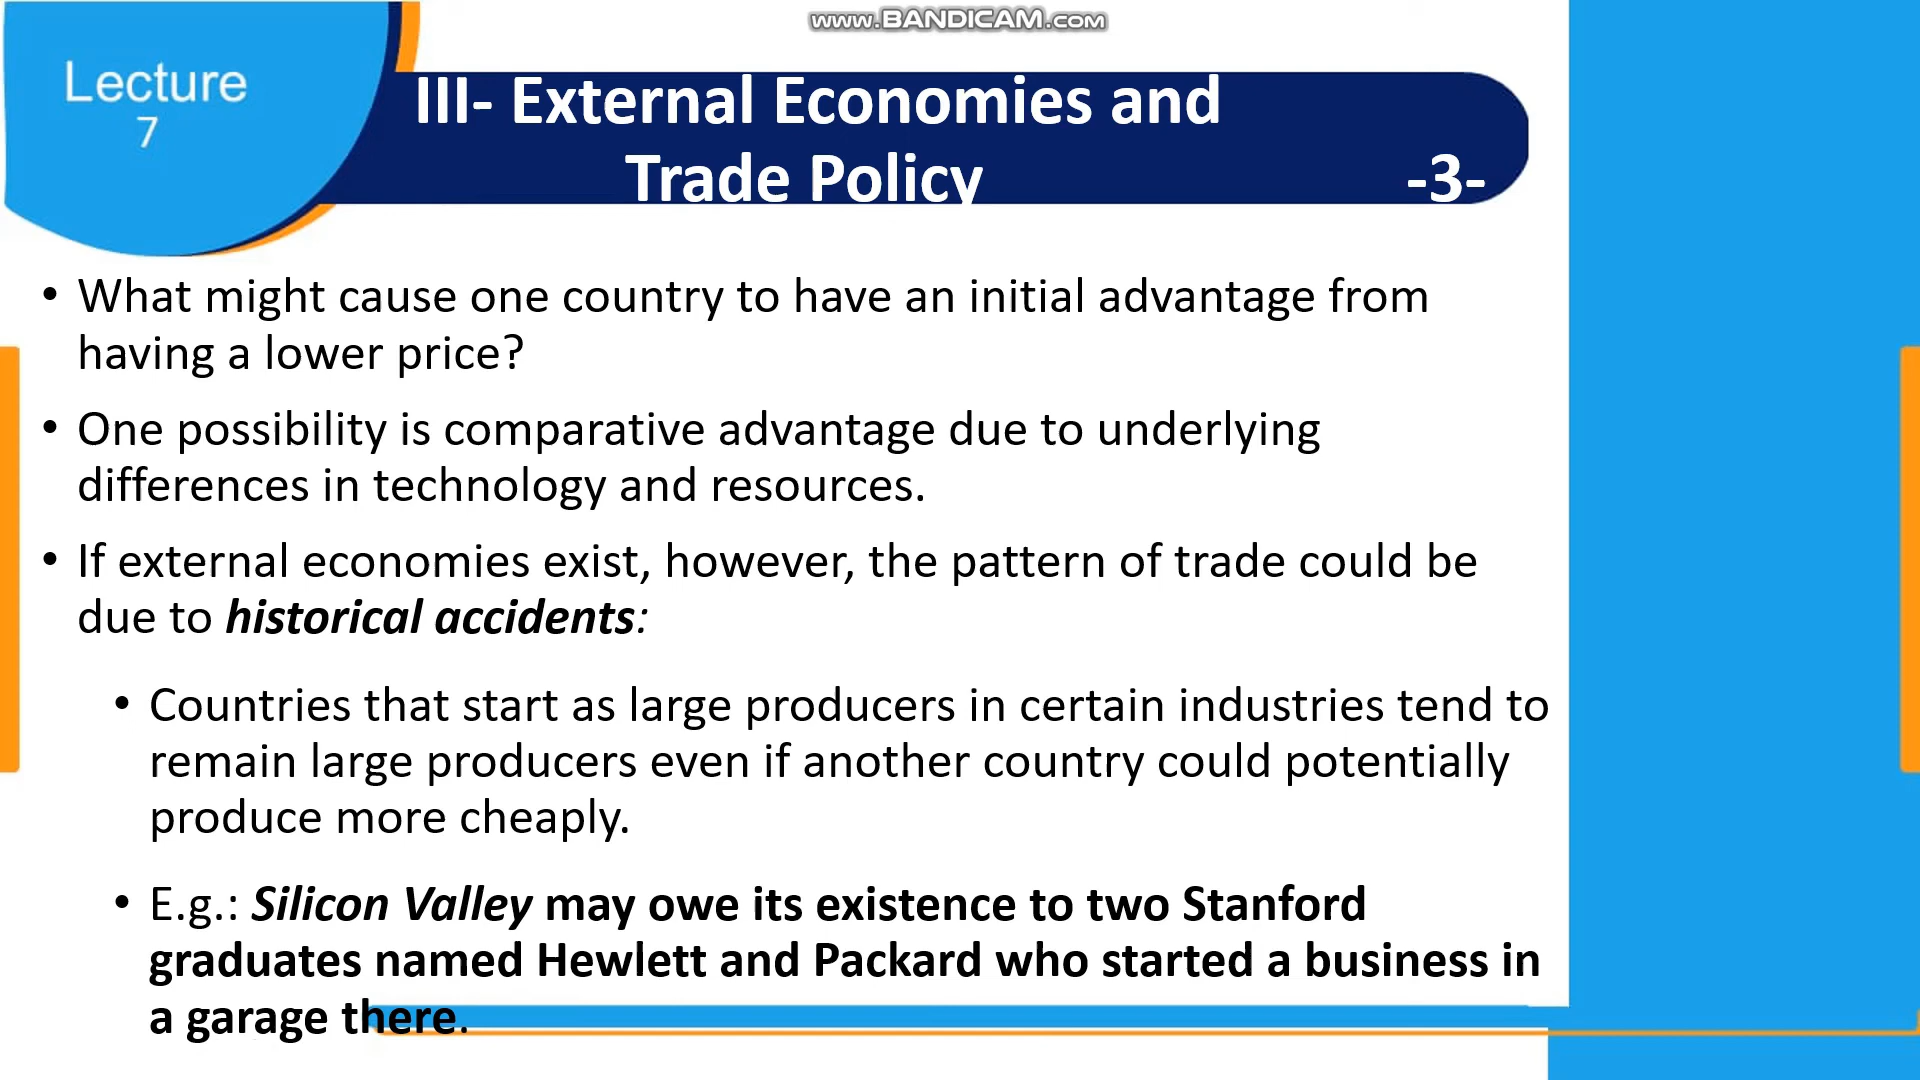 www.BANDICAM.com
Lecture
7
III- External Economies and
Trade Policy -3-
• What might cause one country to have an initial advantage from
having a lower price?
• One possibility is comparative advantage due to underlying
differences in technology and resources.
• If external economies exist, however, the pattern of trade could be
due to historical accidents:
• Countries that start as large producers in certain industries tend to
remain large producers even if another country could potentially
produce more cheaply.
• E.g.: Silicon Valley may owe its existence to two Stanford
graduates named Hewlett and Packard who started a business in
a garage there.